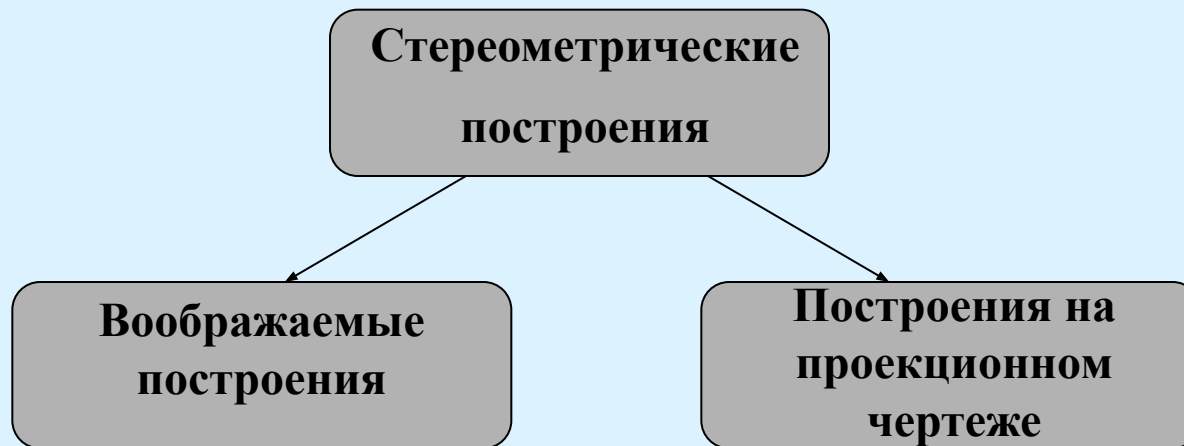 Стереометрические
построения
Воображаемые
построения
Построения на
проекционном
чертеже